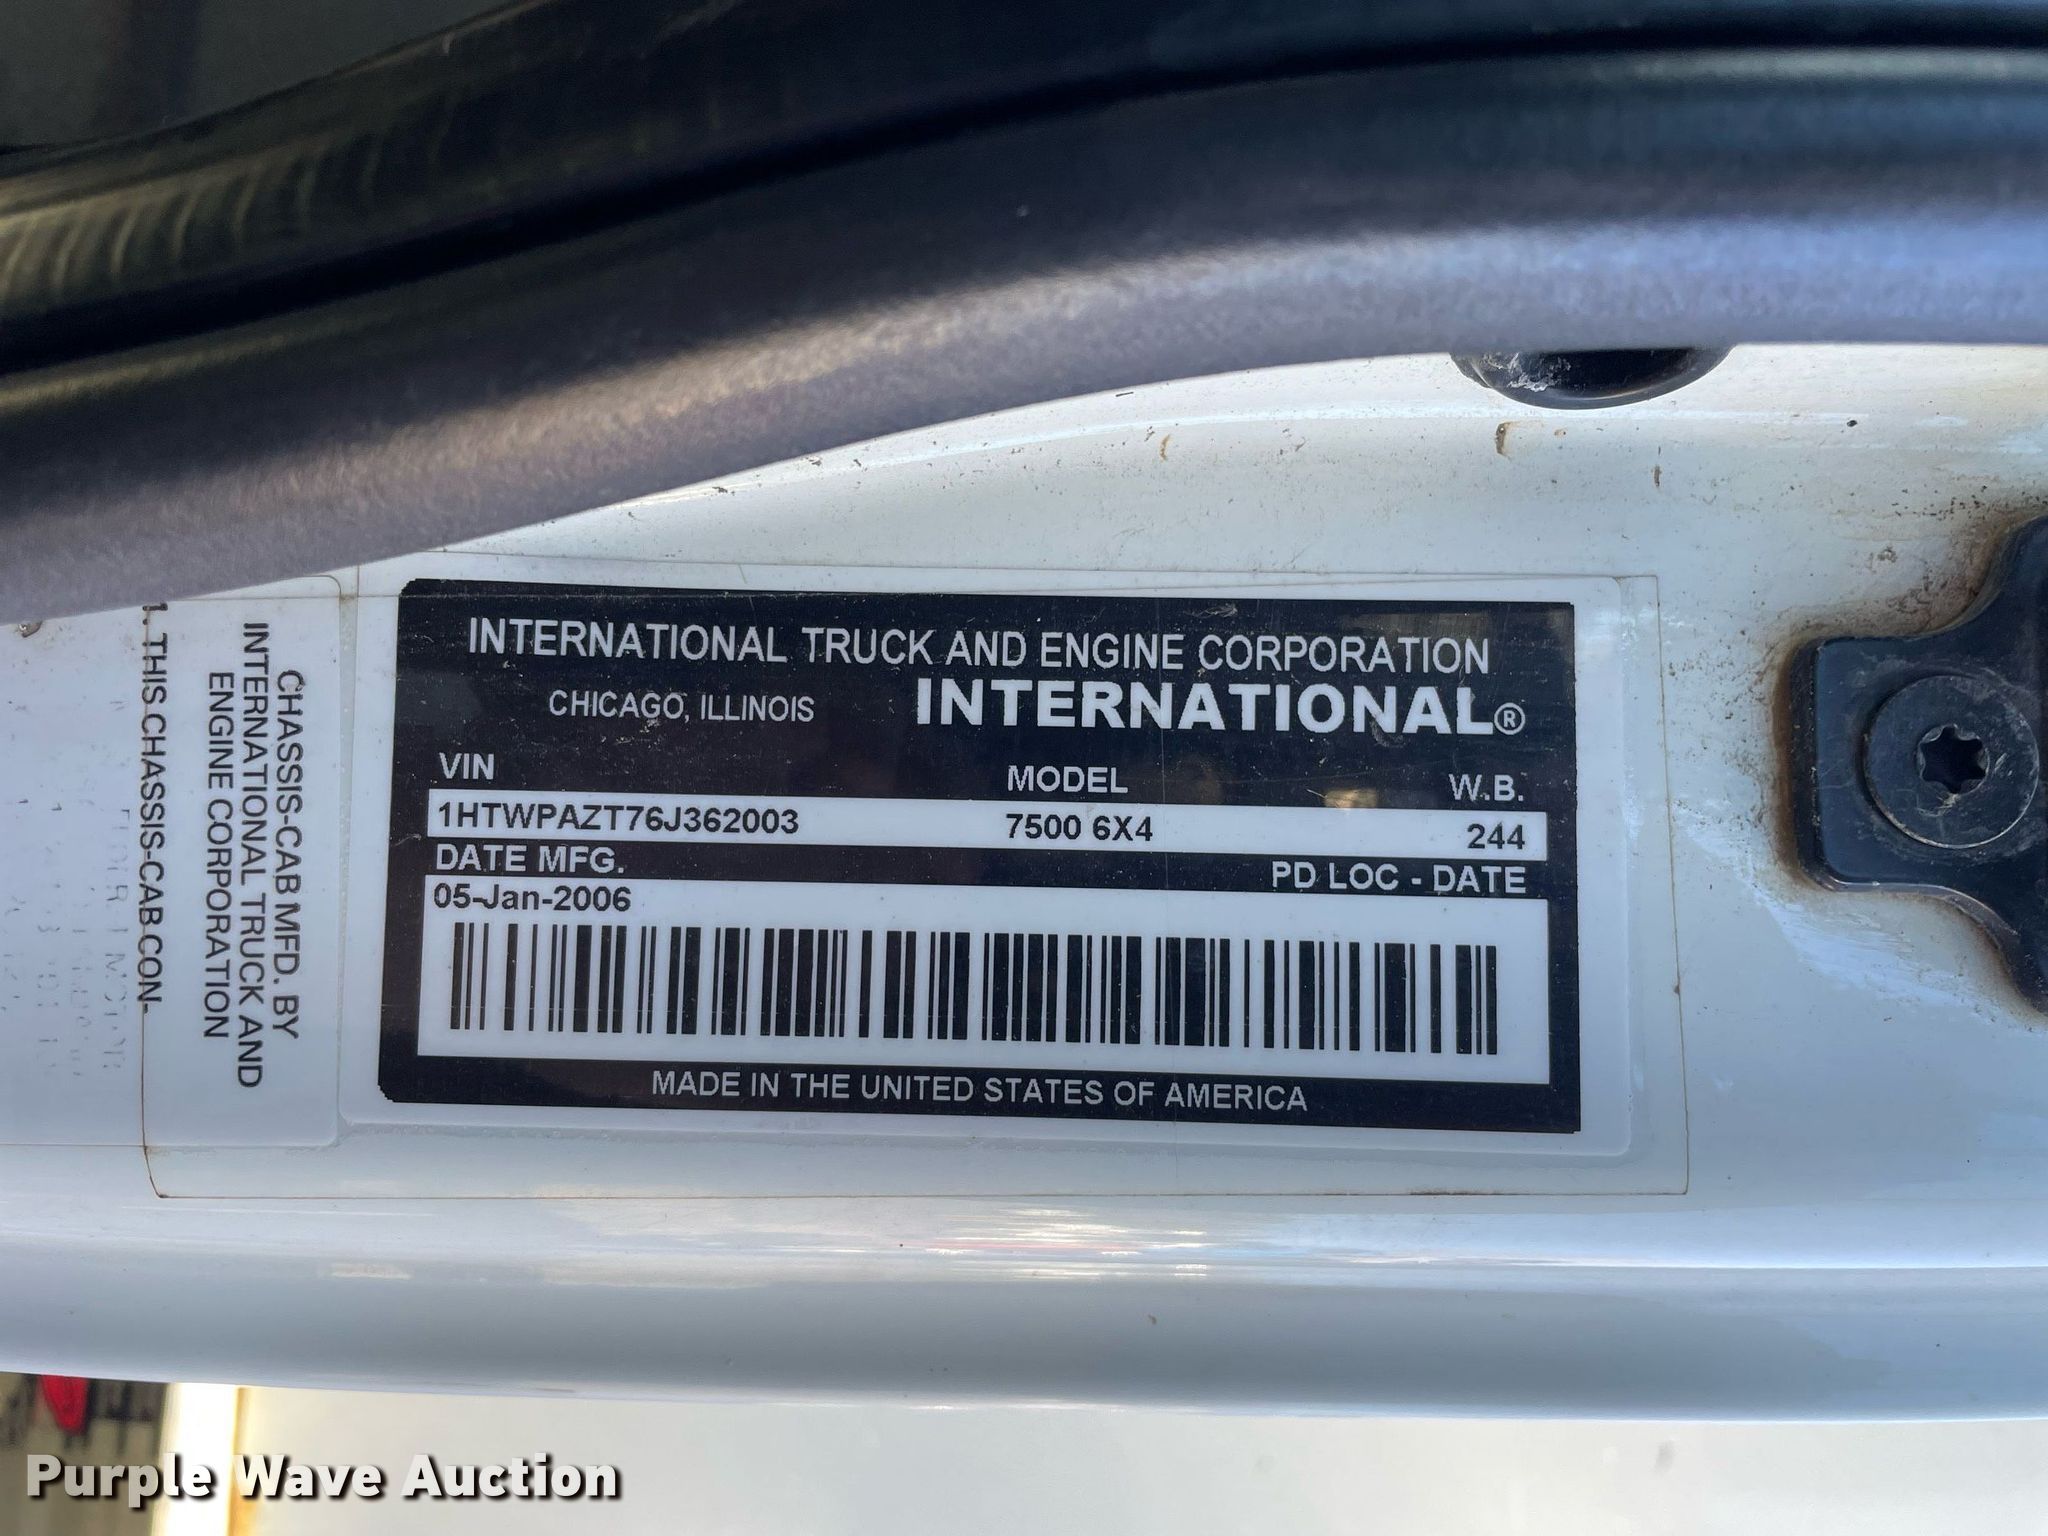 INTERNATIONAL TRUCK AND ENGINE CORPORATION
CHICAGO, ILLINOIS INTERNATIONAL®
VIN MODEL W.B.
1HTWPAZT76J362003 7500 6X4 244
DATE MFG. PD LOC - DATE
05-Jan-2006
MADE IN THE UNITED STATES OF AMERICA
CHASSIS-CAB MFD. BY
INTERNATIONAL TRUCK AND
ENGINE CORPORATION
1. THIS CHASSIS-CAB CON-
Purple Wave Auction